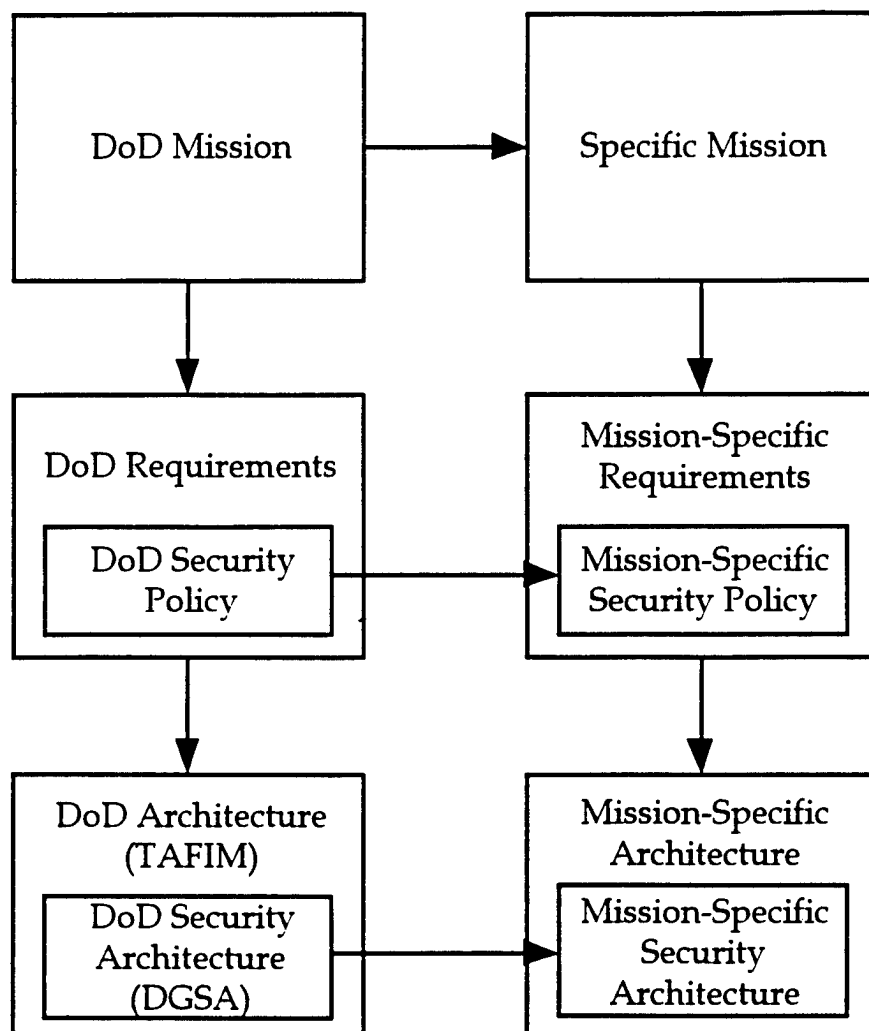 DoD Mission
Specific Mission
DoD Requirements
DoD Security
Policy
Mission-Specific
Requirements
Mission-Specific
Security Policy
DoD Architecture
(TAFIM)
DoD Security
Architecture
(DGSA)
Mission-Specific
Architecture
Mission-Specific
Security
Architecture